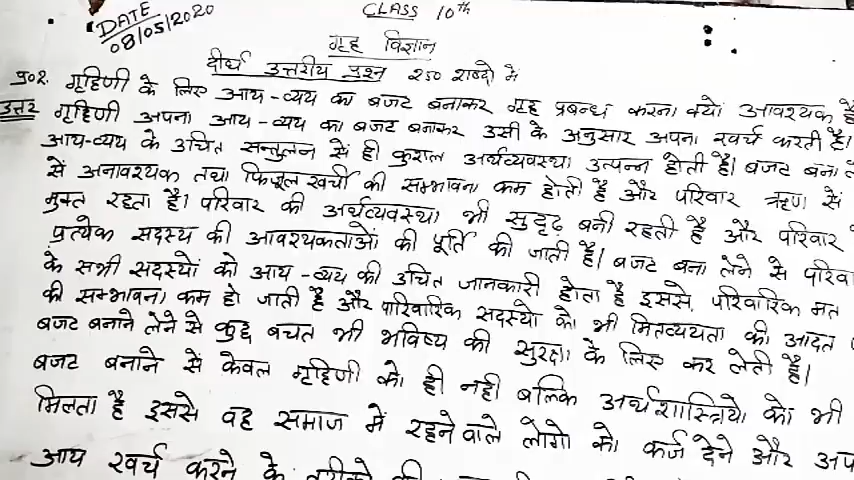 DATE
08/05/2020
CLASS 10th
गृह विज्ञान
दीर्घ उत्तरीय प्रश्न २५० शब्दो में
प्र०१. गृहिणी के लिए आय-व्यय का बजट बनाकर गृह प्रबन्ध करना क्यों आवश्यक है
उत्तर गृहिणी अपना आय-व्यय का बजट बनाकर उसी के अनुसार अपना खर्च करती है।
आय-व्यय के उचित सन्तुलन से ही कुशल अर्थव्यवस्था उत्पन्न होती है। बजट बना
से अनावश्यक तथा फिजूल खर्ची की सम्भावना कम होती है और परिवार ऋण से
मुक्त रहता है। परिवार की अर्थव्यवस्था भी सुदृढ़ बनी रहती है और परिवार
प्रत्येक सदस्य की आवश्यकताओं की पूर्ति की जाती है। बजट बना लेने से परिवा
के सभी सदस्यों को आय-व्यय की उचित जानकारी होता है इससे पारिवारिक मत
की सम्भावना कम हो जाती है और पारिवारिक सदस्यो को भी मितव्ययता की आदत
बजट बनाने लेने से कुछ बचत भी भविष्य की सुरक्षा के लिए कर लेती है।
बजट बनाने से केवल गृहिणी को ही नही बल्कि अर्थशास्त्रियो को भी
मिलता है इससे वह समाज में रहने वाले लोगो को कर्ज देने और अप
आय खर्च करने के तरीको की